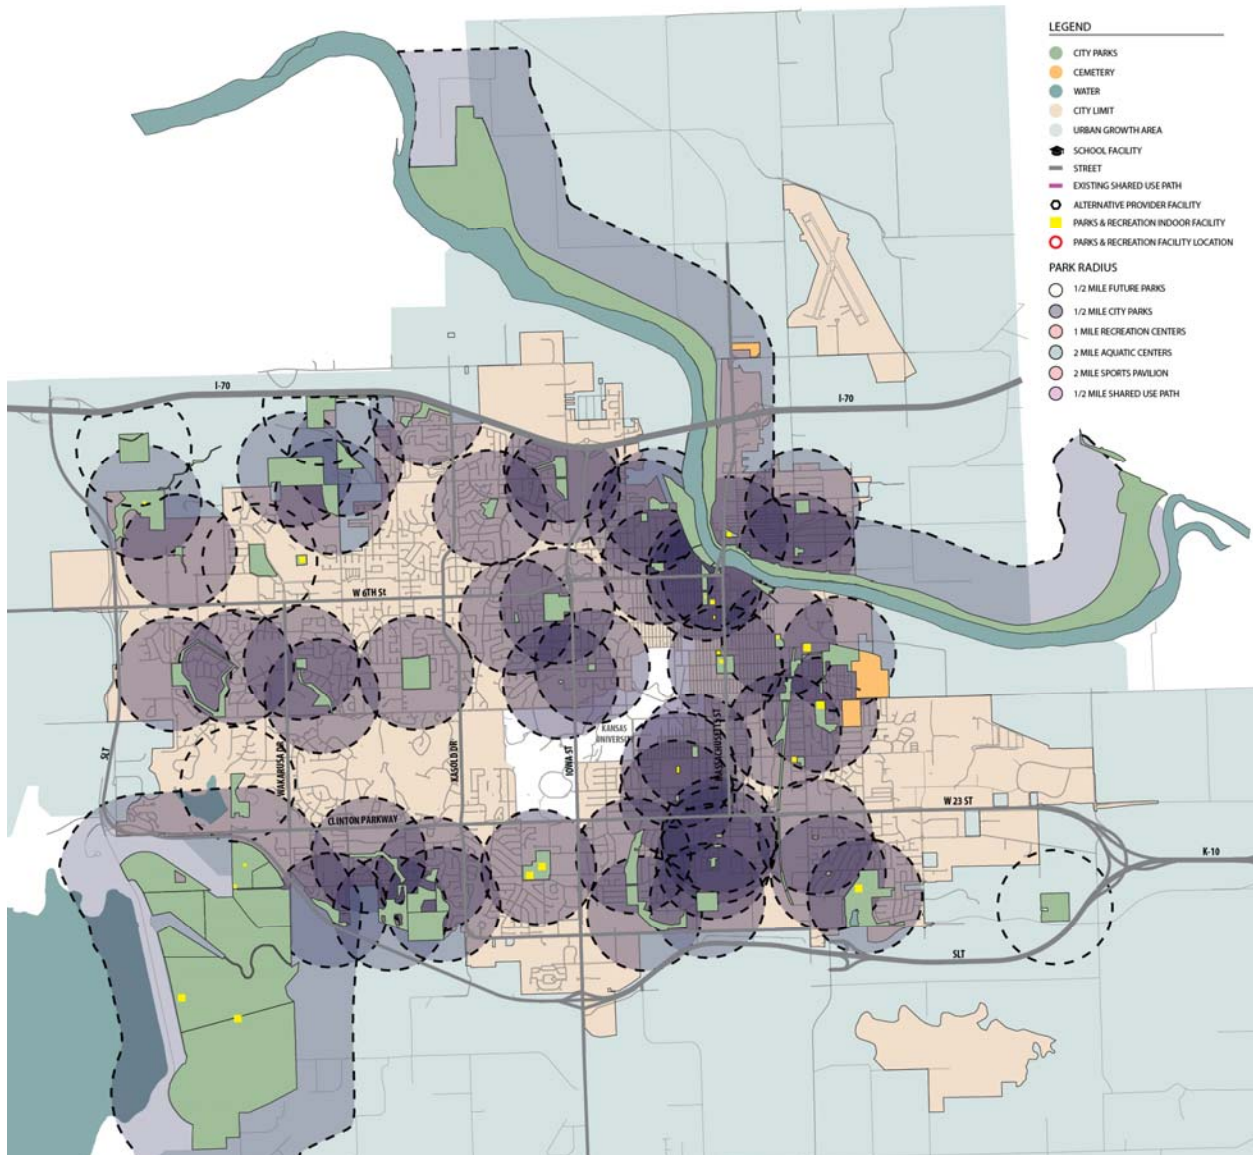 LEGEND
CITY PARKS
CEMETERY
WATER
CITY LIMIT
URBAN GROWTH AREA
SCHOOL FACILITY
STREET
EXISTING SHARED USE PATH
ALTERNATIVE PROVIDER FACILITY
PARKS & RECREATION INDOOR FACILITY
PARKS & RECREATION FACILITY LOCATION
PARK RADIUS
1/2 MILE FUTURE PARKS
1/2 MILE CITY PARKS
1 MILE RECREATION CENTERS
2 MILE AQUATIC CENTERS
2 MILE SPORTS PAVILION
1/2 MILE SHARED USE PATH
I-70
I-70
W 6TH St
KANSAS
UNIVERSITY
SLT
WAKARUSA DR
KASOLD DR
IOWA ST
MASSACHUSETTS ST
W 23 ST
CLINTON PARKWAY
K-10
SLT